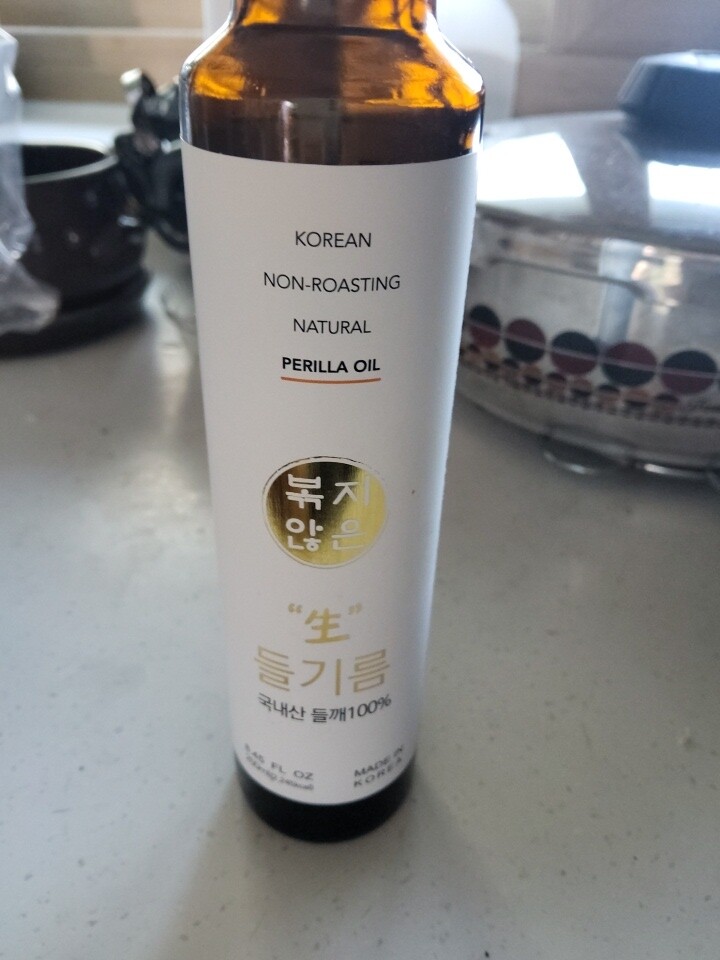 KOREAN
NON-ROASTING
NATURAL
PERILLA OIL
볶지
않은
“生”
들기름
국내산 들깨100%
FL OZ
MADE IN
KOREA